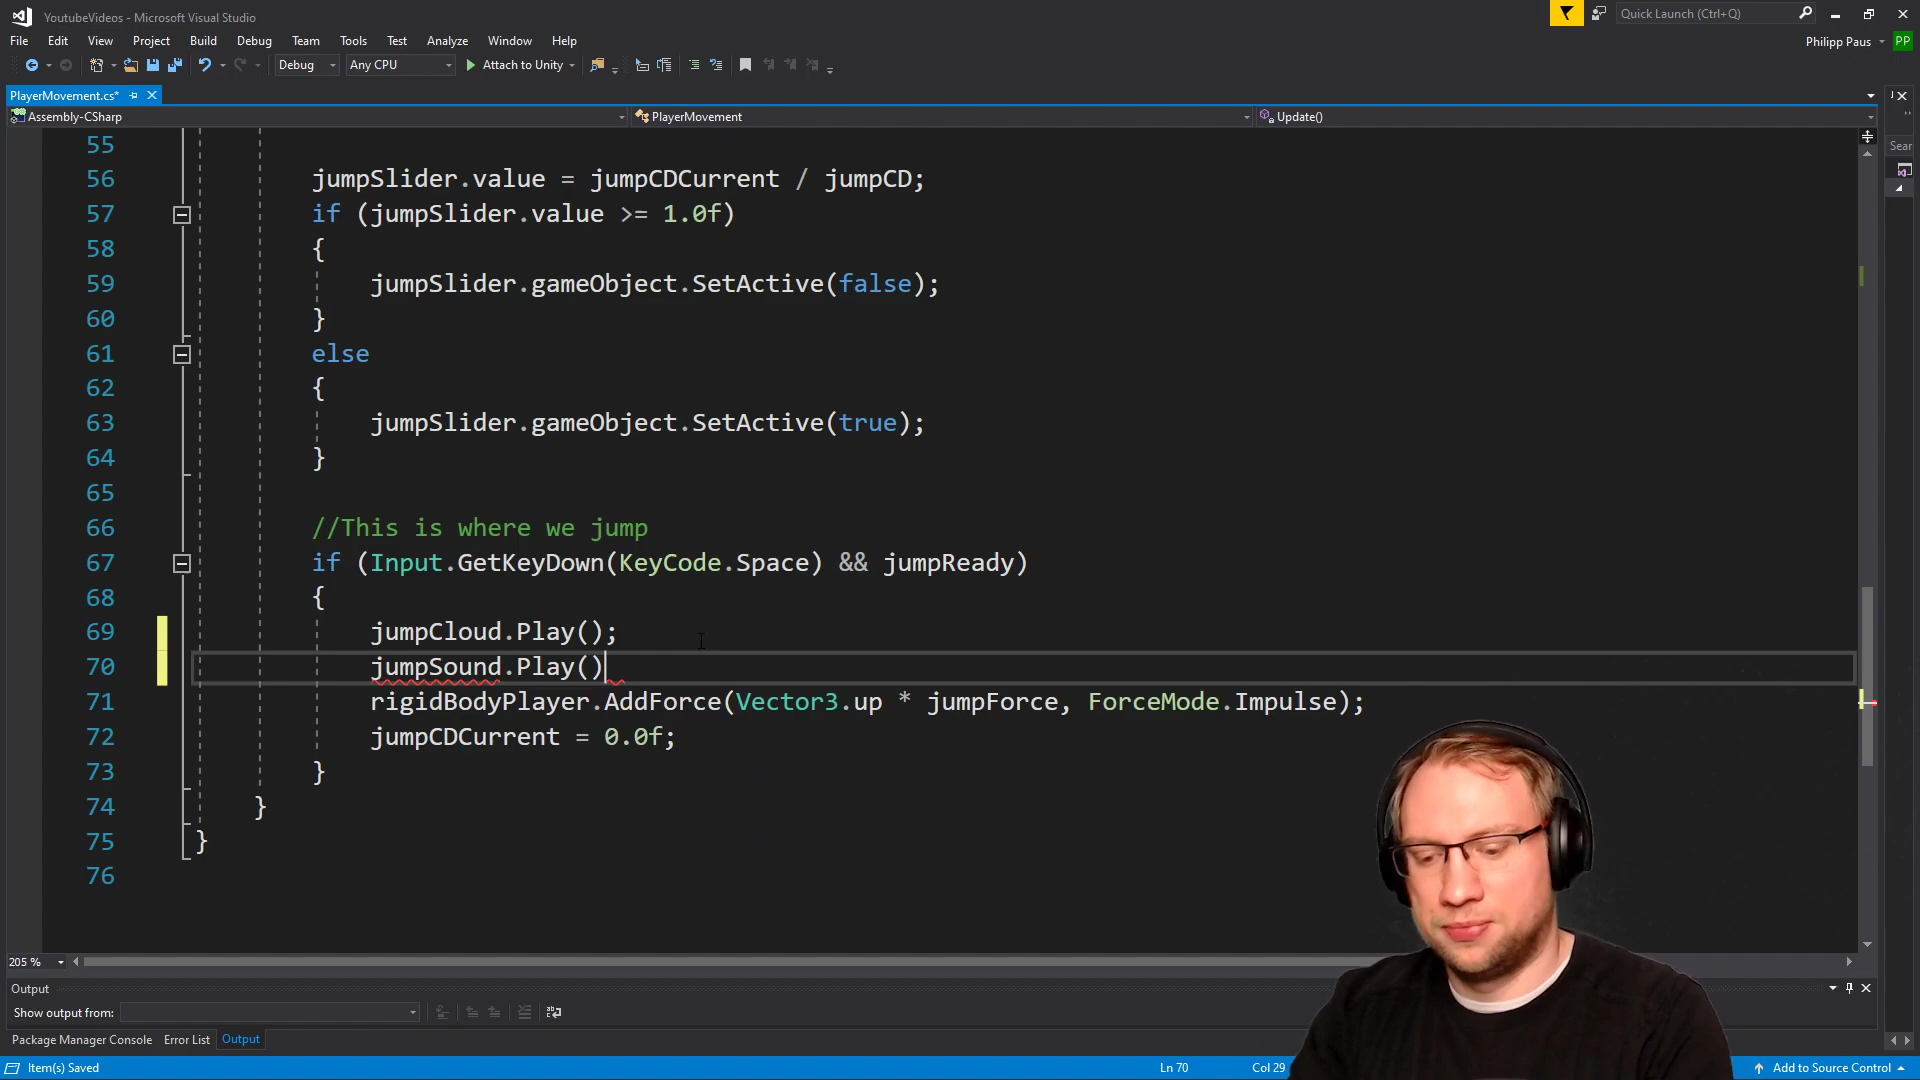 YoutubeVideos - Microsoft Visual Studio
Quick Launch (Ctrl+Q)
File Edit View Project Build Debug Team Tools Test Analyze Window Help
Philipp Paus PP
Debug Any CPU Attach to Unity
PlayerMovement.cs*
Assembly-CSharp PlayerMovement Update()
Sear
55
56 jumpSlider.value = jumpCDCurrent / jumpCD;
57 if (jumpSlider.value >= 1.0f)
58 {
59 jumpSlider.gameObject.SetActive(false);
60 }
61 else
62 {
63 jumpSlider.gameObject.SetActive(true);
64 }
65
66 //This is where we jump
67 if (Input.GetKeyDown(KeyCode.Space) && jumpReady)
68 {
69 jumpCloud.Play();
70 jumpSound.Play()
71 rigidBodyPlayer.AddForce(Vector3.up * jumpForce, ForceMode.Impulse);
72 jumpCDCurrent = 0.0f;
73 }
74 }
75 }
76
205 %
Output
Show output from:
Package Manager Console Error List Output
Item(s) Saved Ln 70 Col 29 Add to Source Control